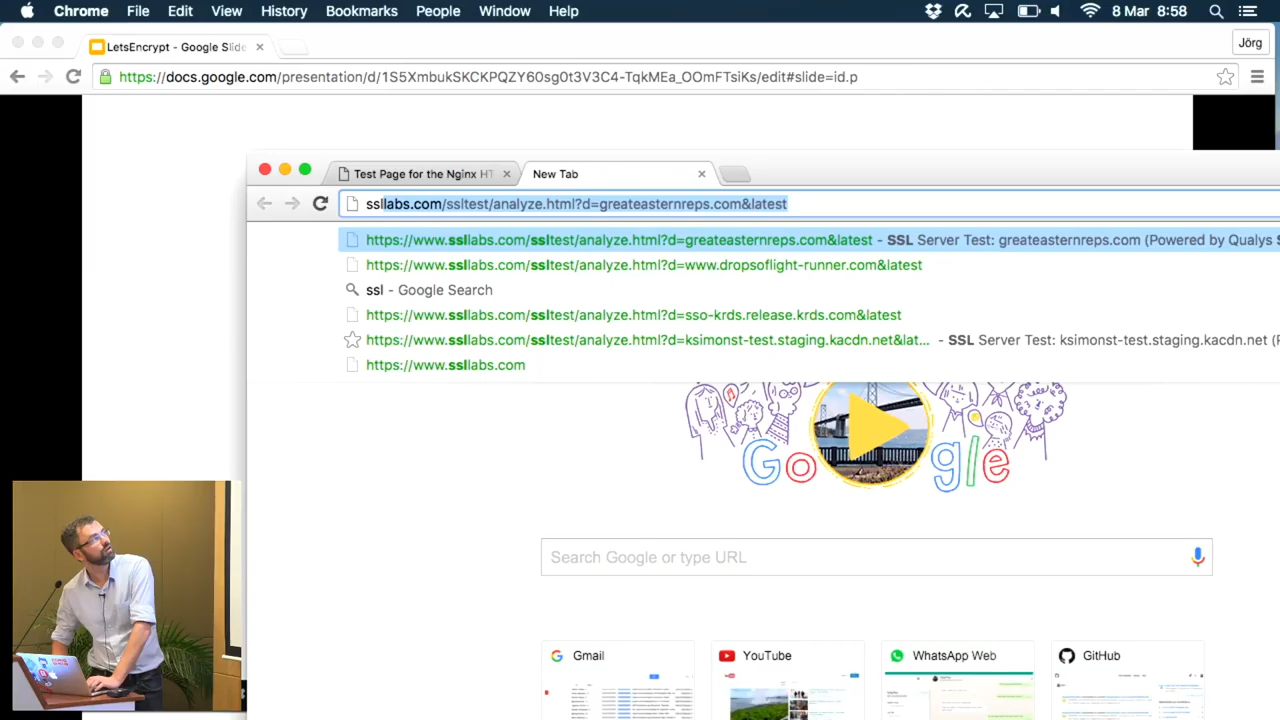 Chrome File Edit View History Bookmarks People Window Help 8 Mar 8:58
LetsEncrypt - Google Slide
Jörg
https://docs.google.com/presentation/d/1S5XmbukSKCKPQZY60sg0t3V3C4-TqkMEa_OOmFTsiKs/edit#slide=id.p
Test Page for the Nginx HT
New Tab
ssllabs.com/ssltest/analyze.html?d=greateasternreps.com&latest
https://www.ssllabs.com/ssltest/analyze.html?d=greateasternreps.com&latest - SSL Server Test: greateasternreps.com (Powered by Qualys S
https://www.ssllabs.com/ssltest/analyze.html?d=www.dropsoflight-runner.com&latest
ssl - Google Search
https://www.ssllabs.com/ssltest/analyze.html?d=sso-krds.release.krds.com&latest
https://www.ssllabs.com/ssltest/analyze.html?d=ksimonst-test.staging.kacdn.net&lat... - SSL Server Test: ksimonst-test.staging.kacdn.net (P
https://www.ssllabs.com
Google
Search Google or type URL
Gmail
YouTube
WhatsApp Web
GitHub